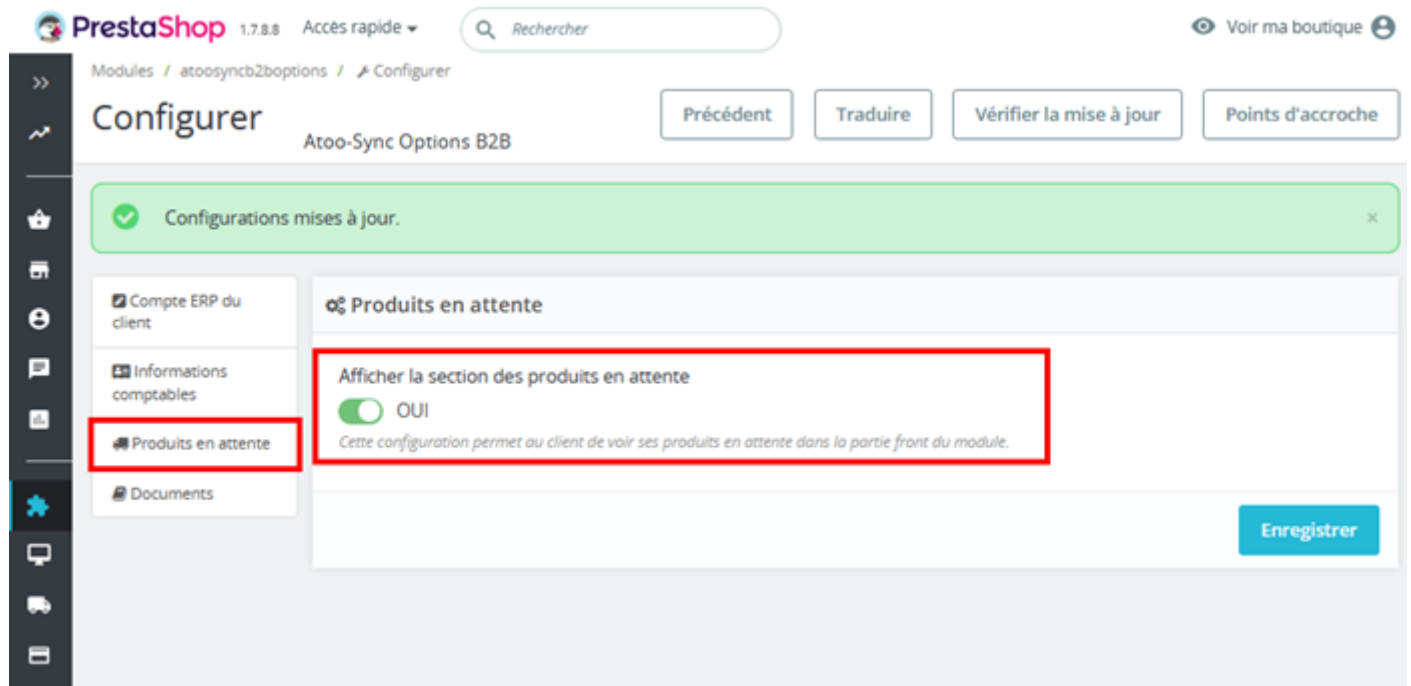 PrestaShop 1.7.8.8 Accès rapide Rechercher Voir ma boutique
Modules / atoosyncb2boptions / Configurer
Configurer
Atoo-Sync Options B2B
Précédent Traduire Vérifier la mise à jour Points d'accroche
Configurations mises à jour. ×
Compte ERP du
client
Informations
comptables
Produits en attente
Documents
Produits en attente
Afficher la section des produits en attente
OUI
Cette configuration permet au client de voir ses produits en attente dans la partie front du module.
Enregistrer